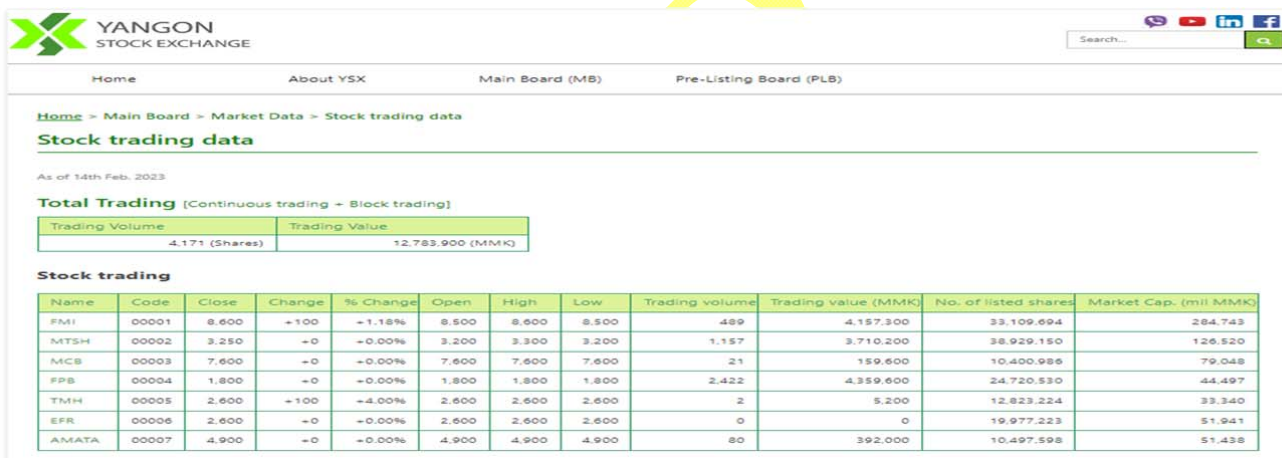 YANGON
STOCK EXCHANGE
Search...
Home About YSX Main Board (MB) Pre-Listing Board (PLB)
Home > Main Board > Market Data > Stock trading data
Stock trading data
As of 14th Feb. 2023
Total Trading [Continuous trading + Block trading]
Trading Volume Trading Value
4,171 (Shares) 12,783,900 (MMK)
Stock trading
Name Code Close Change % Change Open High Low Trading volume Trading value (MMK) No. of listed shares Market Cap. (mil MMK)
FMI 00001 8,600 +100 +1.18% 8,500 8,600 8,500 489 4,157,300 33,109,694 284,743
MTSH 00002 3,250 +0 +0.00% 3,200 3,300 3,200 1,157 3,710,200 38,929,150 126,520
MCB 00003 7,600 +0 +0.00% 7,600 7,600 7,600 21 159,600 10,400,986 79,048
FPB 00004 1,800 +0 +0.00% 1,800 1,800 1,800 2,422 4,359,600 24,720,530 44,497
TMH 00005 2,600 +100 +4.00% 2,600 2,600 2,600 2 5,200 12,823,224 33,340
EFR 00006 2,600 +0 +0.00% 2,600 2,600 2,600 0 0 19,977,223 51,941
AMATA 00007 4,900 +0 +0.00% 4,900 4,900 4,900 80 392,000 10,497,598 51,438